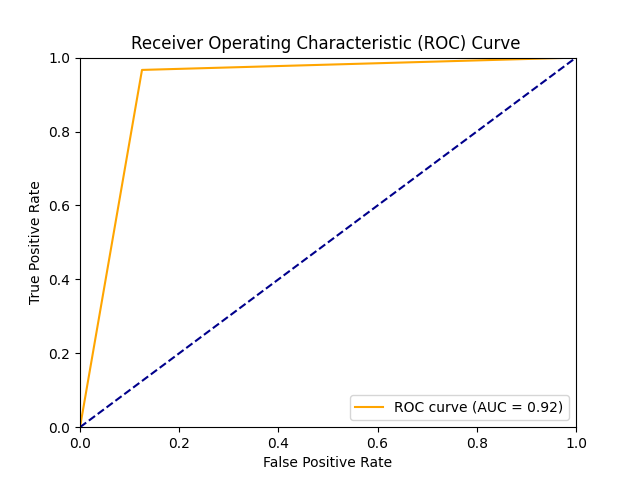 Receiver Operating Characteristic (ROC) Curve
1.0
0.8
0.6
0.4
0.2
0.0
True Positive Rate
ROC curve (AUC = 0.92)
0.0 0.2 0.4 0.6 0.8 1.0
False Positive Rate